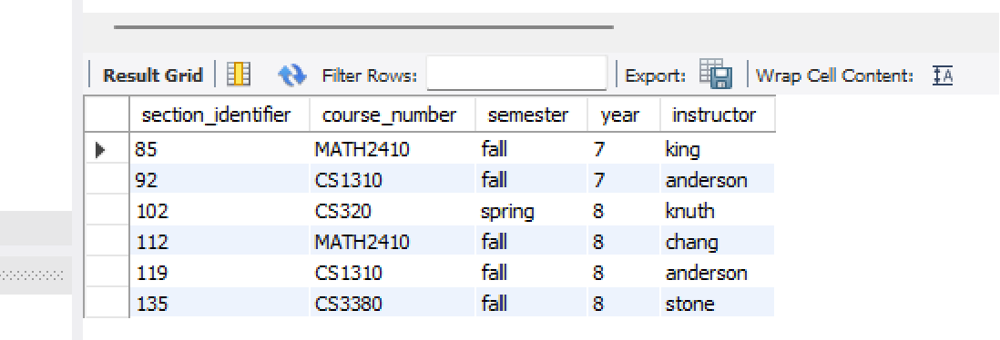 Result Grid Filter Rows: Export: Wrap Cell Content: IA
section_identifier course_number semester year instructor
85 MATH2410 fall 7 king
92 CS1310 fall 7 anderson
102 CS320 spring 8 knuth
112 MATH2410 fall 8 chang
119 CS1310 fall 8 anderson
135 CS3380 fall 8 stone